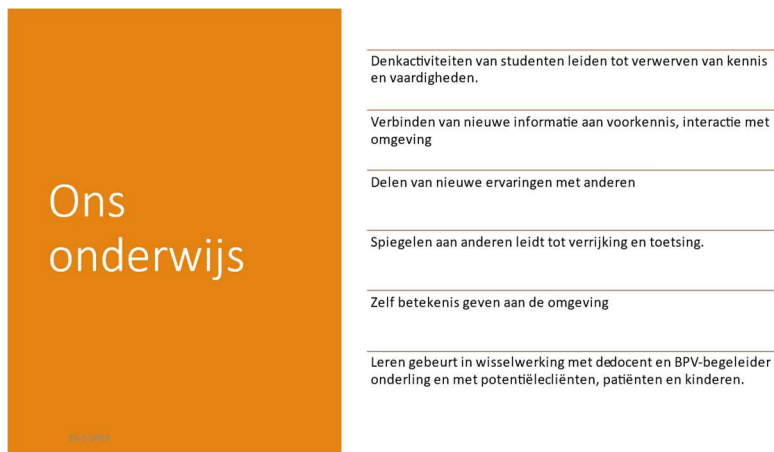 Ons
onderwijs
Denkactiviteiten van studenten leiden tot verwerven van kennis
en vaardigheden.
Verbinden van nieuwe informatie aan voorkennis, interactie met
omgeving
Delen van nieuwe ervaringen met anderen
Spiegelen aan anderen leidt tot verrijking en toetsing.
Zelf betekenis geven aan de omgeving
Leren gebeurt in wisselwerking met dedocent en BPV-begeleider
onderling en met potentiëlecliënten, patiënten en kinderen.